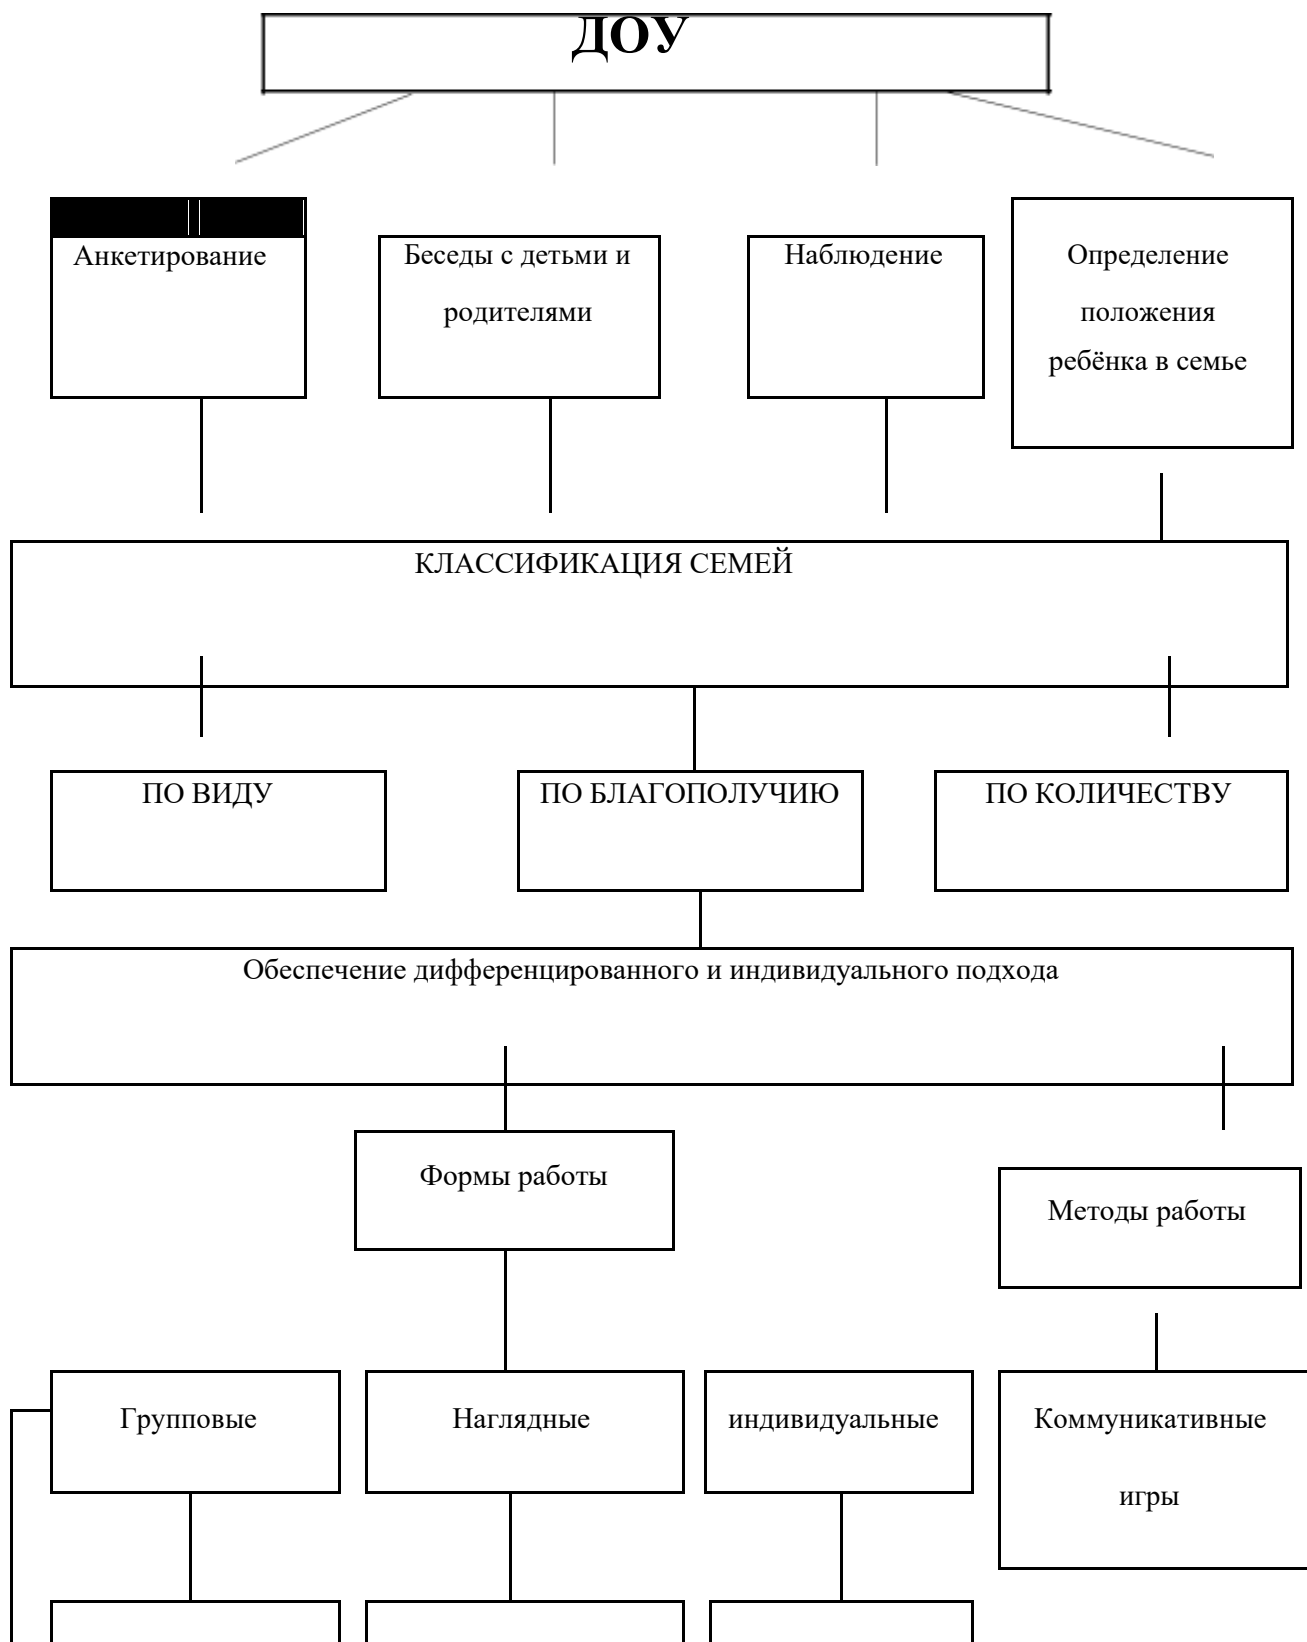 ДОУ
Анкетирование
Беседы с детьми и
родителями
Наблюдение
Определение
положения
ребёнка в семье
КЛАССИФИКАЦИЯ СЕМЕЙ
ПО ВИДУ
ПО БЛАГОПОЛУЧИЮ
ПО КОЛИЧЕСТВУ
Обеспечение дифференцированного и индивидуального подхода
Формы работы
Методы работы
Групповые
Наглядные
индивидуальные
Коммуникативные
игры